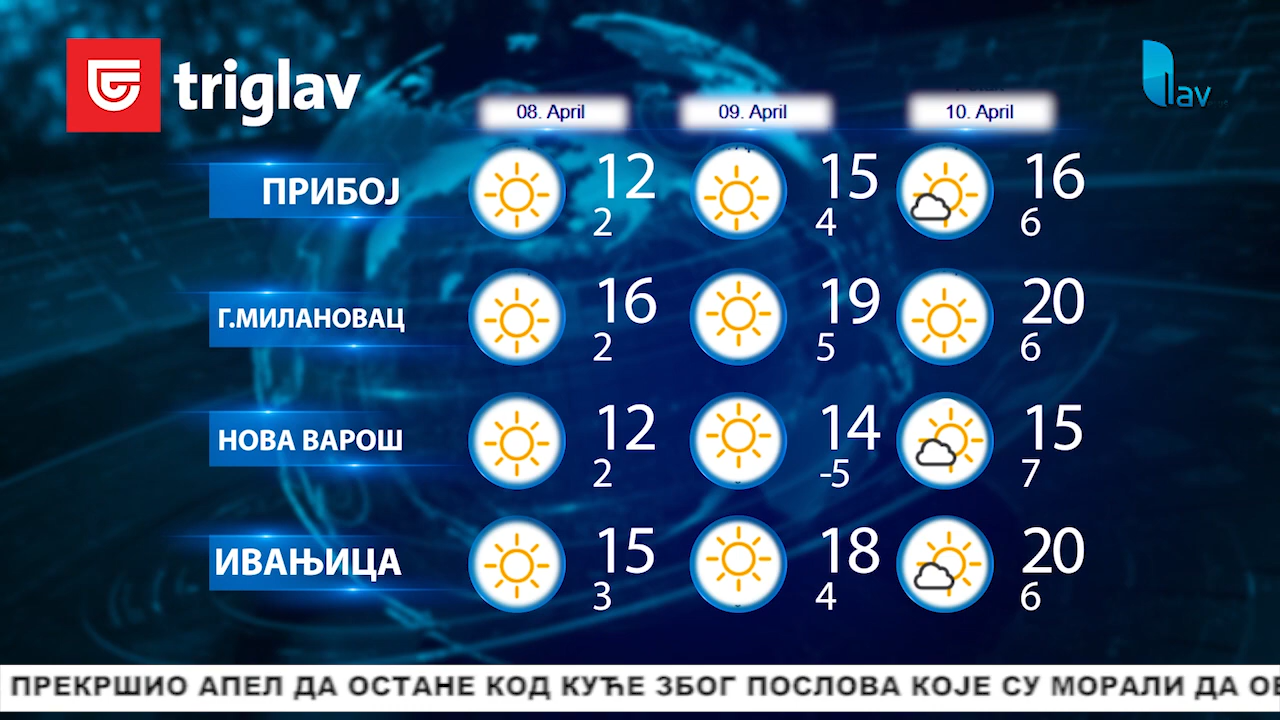 triglav
lav
08. April 09. April 10. April
ПРИБОЈ 12 2 15 4 16 6
Г.МИЛАНОВАЦ 16 2 19 5 20 6
НОВА ВАРОШ 12 2 14 -5 15 7
ИВАЊИЦА 15 3 18 4 20 6
ПРЕКРШИО АПЕЛ ДА ОСТАНЕ КОД КУЋЕ ЗБОГ ПОСЛОВА КОЈЕ СУ МОРАЛИ ДА